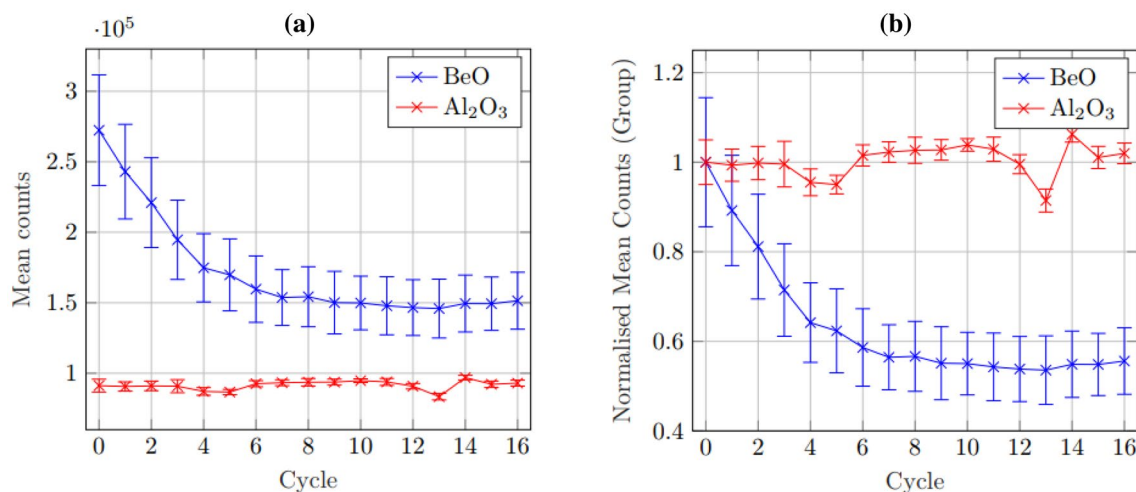 (a)
·10⁵
3
2.5
2
1.5
1
0 2 4 6 8 10 12 14 16
Cycle
Mean counts
BeO
Al₂O₃
(b)
1.2
1
0.8
0.6
0.4
0 2 4 6 8 10 12 14 16
Cycle
Normalised Mean Counts (Group)
BeO
Al₂O₃